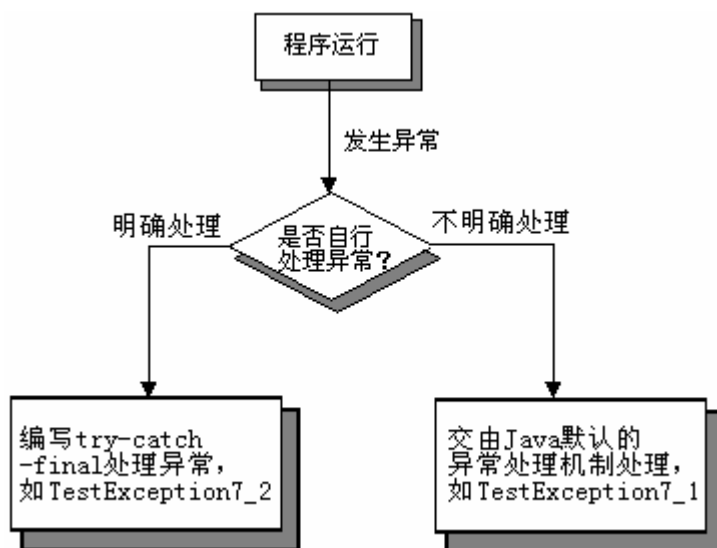 程序运行
发生异常
明确处理
不明确处理
是否自行
处理异常?
编写try-catch
-final处理异常,
如TestException7_2
交由Java默认的
异常处理机制处理,
如TestException7_1